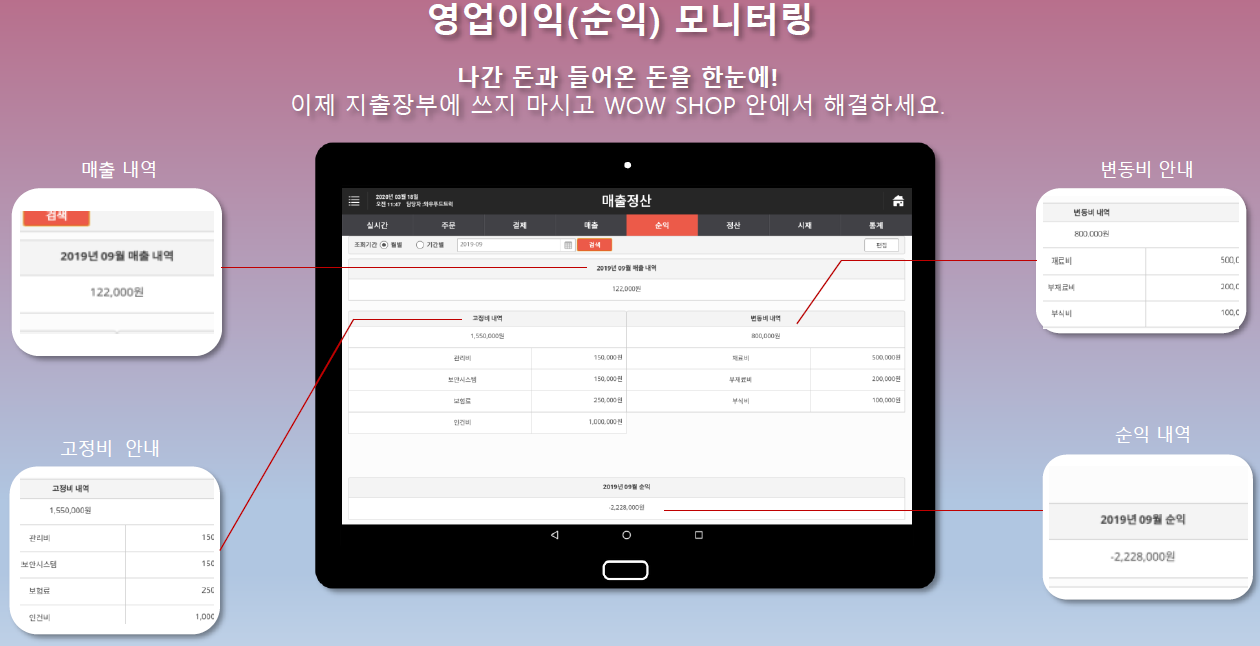 영업이익(순익) 모니터링
나간 돈과 들어온 돈을 한눈에!
이제 지출장부에 쓰지 마시고 WOW SHOP 안에서 해결하세요.
매출 내역
검색
2019년 09월 매출 내역
122,000원
고정비 안내
고정비 내역
1,550,000원
관리비 150
보안시스템 150
보험료 250
인건비 1,000
2020년 03월 18일
오전 11:47 담당자 :와우푸드트럭
매출정산
실시간 주문 결제 매출 순익 정산 시재 통계
조회기간 월별 기간별 2019-09 검색 편집
2019년 09월 매출 내역
122,000원
고정비 내역 변동비 내역
1,550,000원 800,000원
관리비 150,000원 재료비 500,000원
보안시스템 150,000원 부재료비 200,000원
보험료 250,000원 부식비 100,000원
인건비 1,000,000원
2019년 09월 순익
-2,228,000원
변동비 안내
변동비 내역
800,000원
재료비 500,0
부재료비 200,0
부식비 100,0
순익 내역
2019년 09월 순익
-2,228,000원